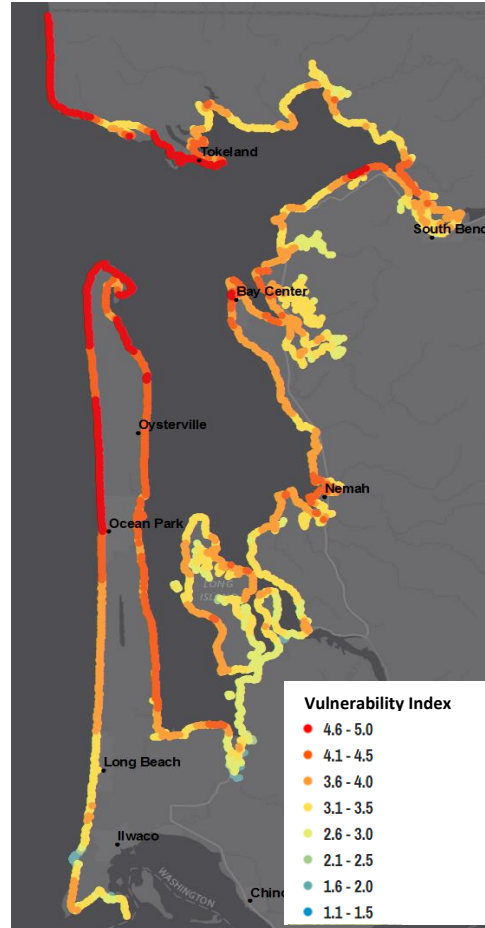 Tokeland
South Bend
Bay Center
Oysterville
Nemah
Ocean Park
LONG
ISLAND
Vulnerability Index
4.6 - 5.0
4.1 - 4.5
3.6 - 4.0
3.1 - 3.5
2.6 - 3.0
2.1 - 2.5
1.6 - 2.0
1.1 - 1.5
Long Beach
Ilwaco
WASHINGTON
Chino